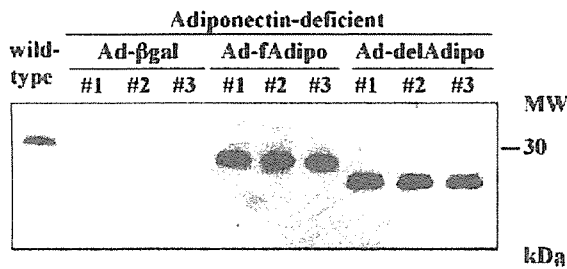 Adiponectin-deficient
wild-type
Ad-βgal Ad-fAdipo Ad-delAdipo
#1 #2 #3 #1 #2 #3 #1 #2 #3
MW
30
kDa